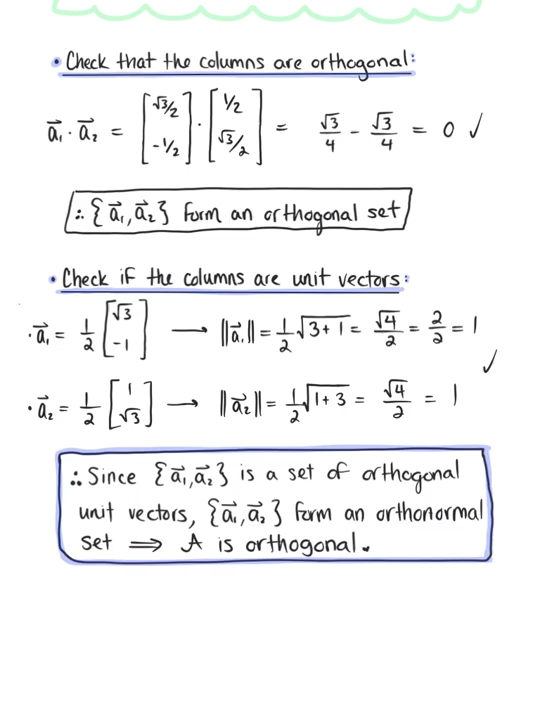 • Check that the columns are orthogonal:
a⃗₁ · a⃗₂ = [√3/2, -1/2] · [1/2, √3/2] = √3/4 - √3/4 = 0 ✓
∴ {a⃗₁, a⃗₂} form an orthogonal set
• Check if the columns are unit vectors:
· a⃗₁ = 1/2 [√3, -1] → ||a⃗₁|| = 1/2 √(3+1) = √4/2 = 2/2 = 1
✓
· a⃗₂ = 1/2 [1, √3] → ||a⃗₂|| = 1/2 √(1+3) = √4/2 = 1
∴ Since {a⃗₁, a⃗₂} is a set of orthogonal
unit vectors, {a⃗₁, a⃗₂} form an orthonormal
set ⇒ A is orthogonal.